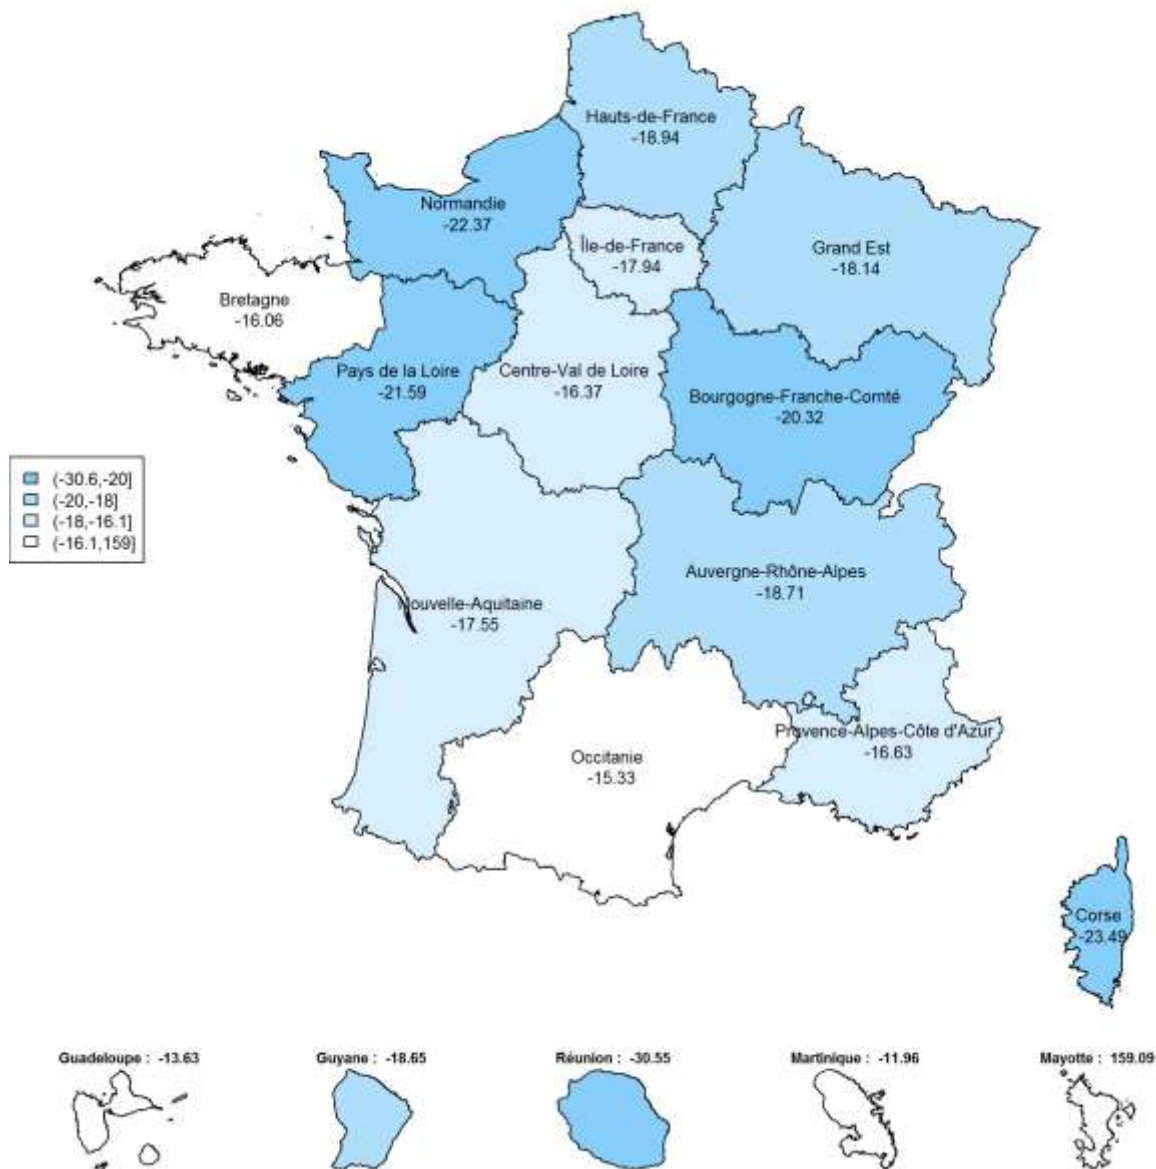 Hauts-de-France
-18.94
Normandie
-22.37
Île-de-France
-17.94
Grand Est
-18.14
Bretagne
-16.06
Pays de la Loire
-21.59
Centre-Val de Loire
-16.37
Bourgogne-Franche-Comté
-20.32
(-30.6,-20]
(-20,-18]
(-18,-16.1]
(-16.1,159]
Auvergne-Rhône-Alpes
-18.71
Nouvelle-Aquitaine
-17.55
Provence-Alpes-Côte d'Azur
-16.63
Occitanie
-15.33
Corse
-23.49
Guadeloupe : -13.63
Guyane : -18.65
Réunion : -30.55
Martinique : -11.96
Mayotte : 159.09